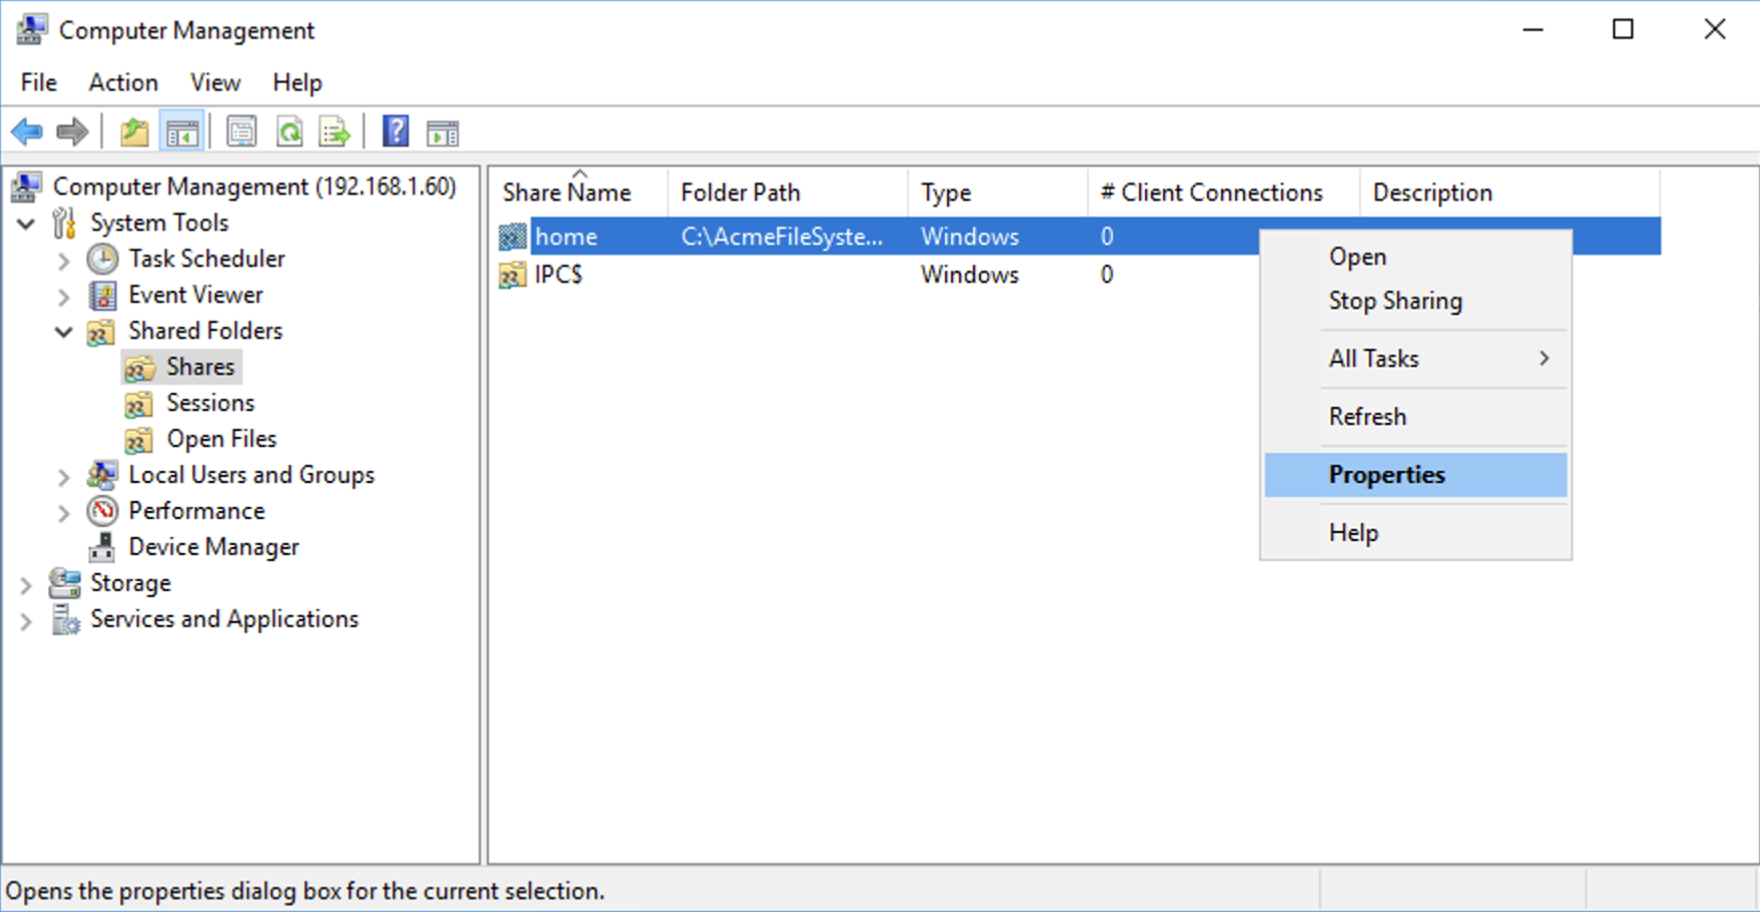 Computer Management
File Action View Help
Computer Management (192.168.1.60)
System Tools
Task Scheduler
Event Viewer
Shared Folders
Shares
Sessions
Open Files
Local Users and Groups
Performance
Device Manager
Storage
Services and Applications
Share Name Folder Path Type # Client Connections Description
home C:\AcmeFileSyste... Windows 0
IPC$ Windows 0
Open
Stop Sharing
All Tasks
Refresh
Properties
Help
Opens the properties dialog box for the current selection.